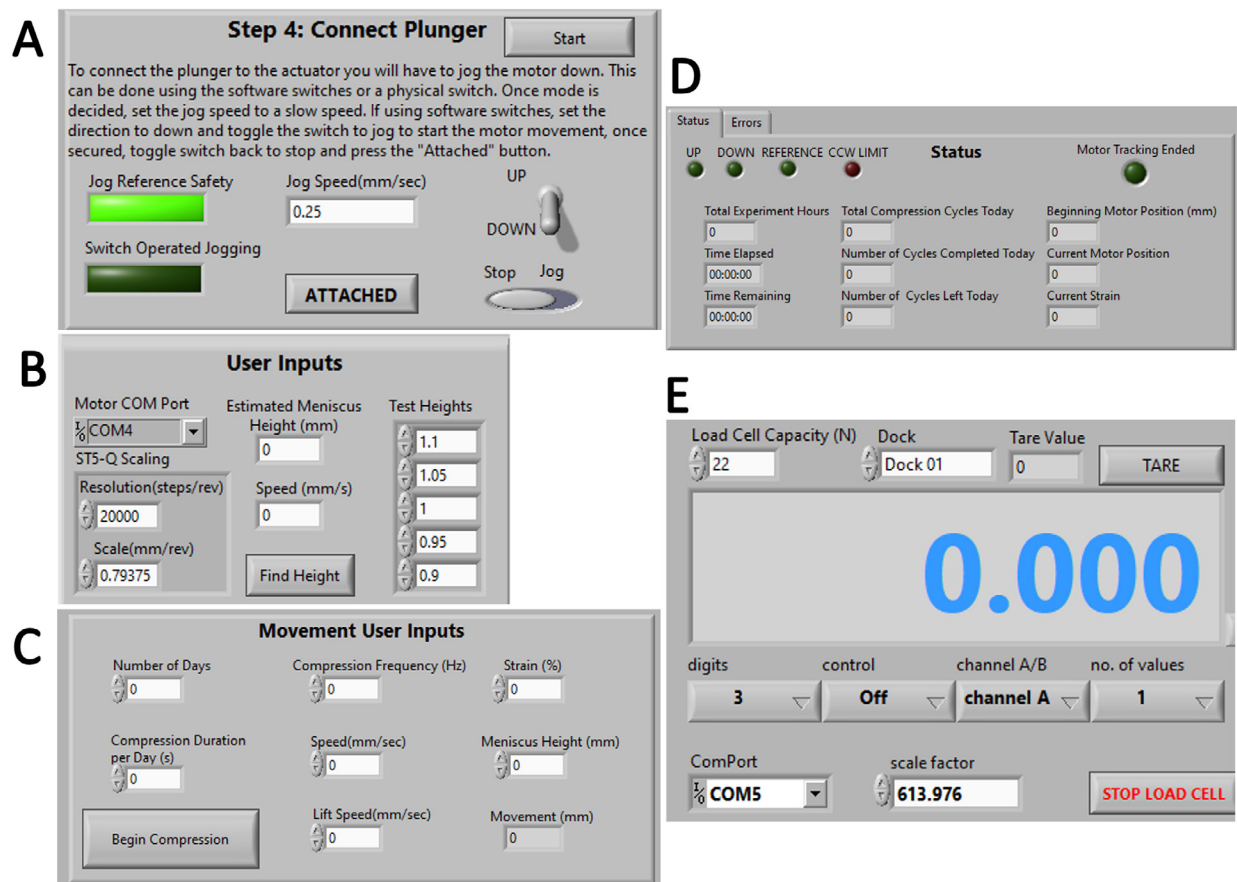 A
Step 4: Connect Plunger
Start
To connect the plunger to the actuator you will have to jog the motor down. This
can be done using the software switches or a physical switch. Once mode is
decided, set the jog speed to a slow speed. If using software switches, set the
direction to down and toggle the switch to jog to start the motor movement, once
secured, toggle switch back to stop and press the "Attached" button.
Jog Reference Safety
Jog Speed(mm/sec)
UP
0.25
DOWN
Switch Operated Jogging
Stop Jog
ATTACHED
B
User Inputs
Motor COM Port
I/O COM4
ST5-Q Scaling
Resolution(steps/rev)
20000
Scale(mm/rev)
0.79375
Estimated Meniscus
Height (mm)
0
Speed (mm/s)
0
Find Height
Test Heights
1.1
1.05
1
0.95
0.9
C
Movement User Inputs
Number of Days
0
Compression Frequency (Hz)
0
Strain (%)
0
Compression Duration
per Day (s)
0
Speed(mm/sec)
0
Meniscus Height (mm)
0
Begin Compression
Lift Speed(mm/sec)
0
Movement (mm)
0
D
Status Errors
UP DOWN REFERENCE CCW LIMIT
Status
Motor Tracking Ended
Total Experiment Hours
0
Total Compression Cycles Today
0
Beginning Motor Position (mm)
0
Time Elapsed
00:00:00
Number of Cycles Completed Today
0
Current Motor Position
0
Time Remaining
00:00:00
Number of Cycles Left Today
0
Current Strain
0
E
Load Cell Capacity (N)
22
Dock
Dock 01
Tare Value
0
TARE
0.000
digits
3
control
Off
channel A/B
channel A
no. of values
1
ComPort
I/O COM5
scale factor
613.976
STOP LOAD CELL